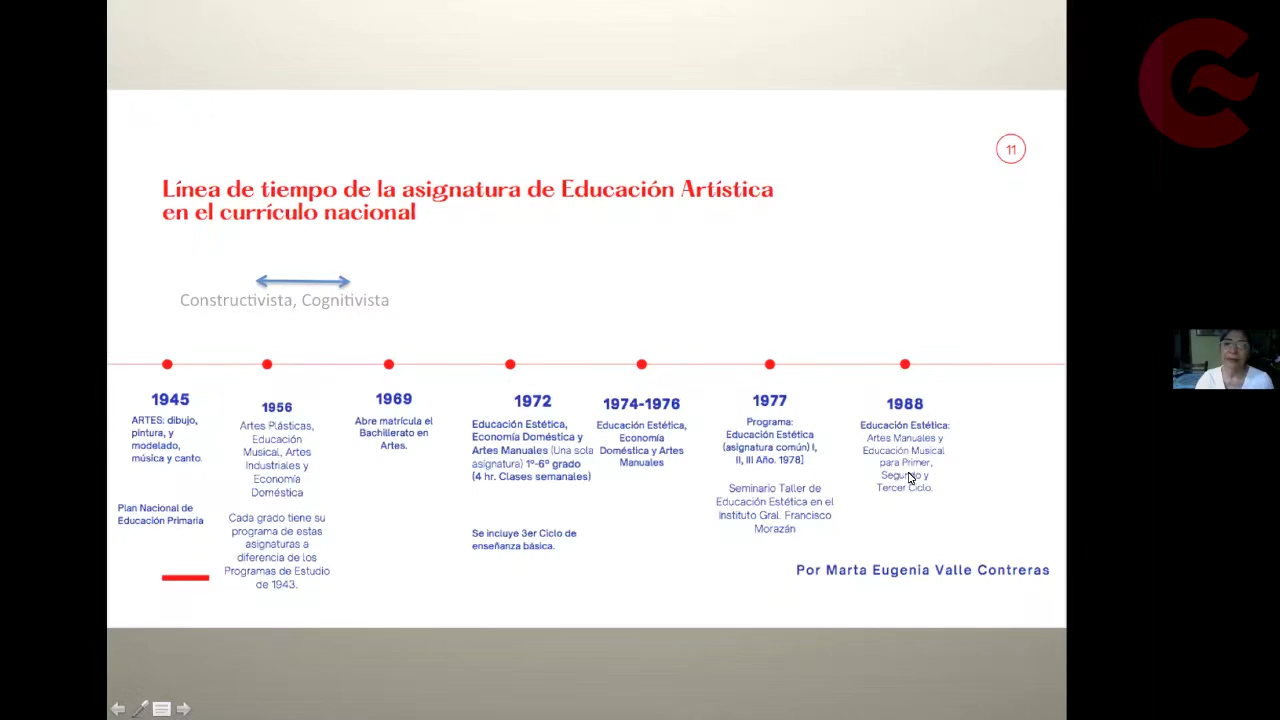 11
Línea de tiempo de la asignatura de Educación Artística
en el currículo nacional
Constructivista, Cognitivista
1945
ARTES: dibujo,
pintura, y
modelado,
música y canto.
Plan Nacional de
Educación Primaria
1956
Artes Plásticas,
Educación
Musical, Artes
Industriales y
Economía
Doméstica
Cada grado tiene su
programa de estas
asignaturas a
diferencia de los
Programas de Estudio
de 1943.
1969
Abre matrícula el
Bachillerato en
Artes.
1972
Educación Estética,
Economía Doméstica y
Artes Manuales (Una sola
asignatura) 1º-6º grado
(4 hr. Clases semanales)
Se incluye 3er Ciclo de
enseñanza básica.
1974-1976
Educación Estética,
Economía
Doméstica y Artes
Manuales
1977
Programa:
Educación Estética
(asignatura común) I,
II, III Año. 1978]
Seminario Taller de
Educación Estética en el
Instituto Gral. Francisco
Morazán
1988
Educación Estética:
Artes Manuales y
Educación Musical
para Primer,
Segundo y
Tercer Ciclo.
Por Marta Eugenia Valle Contreras